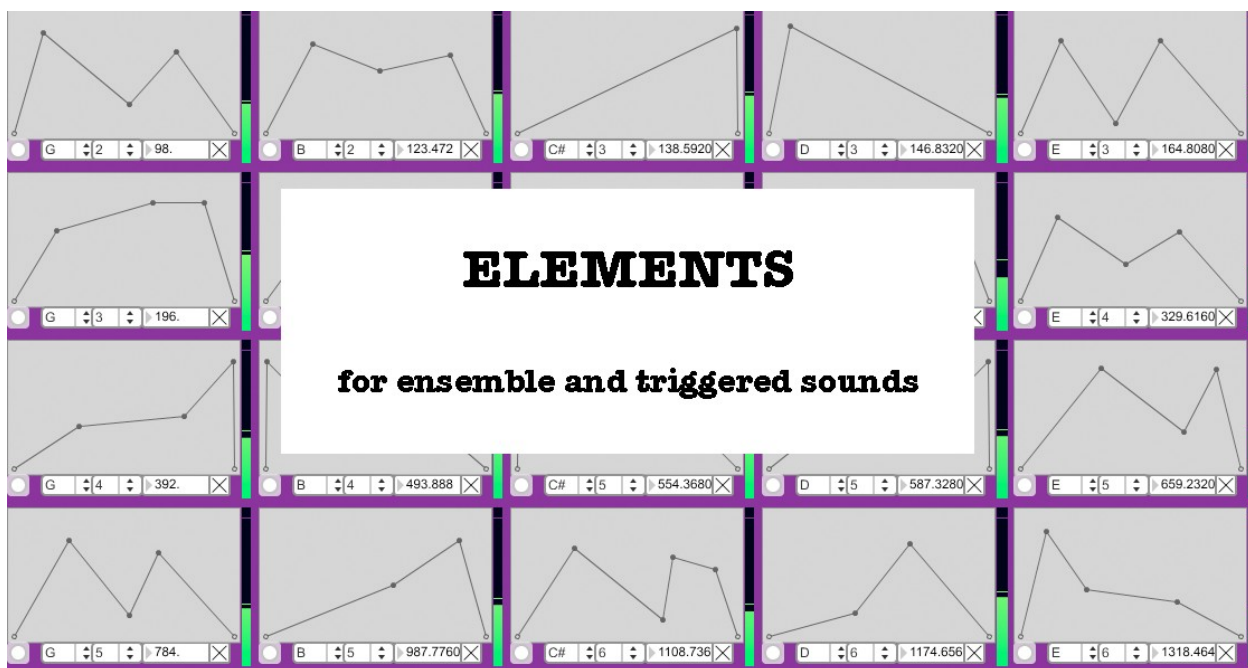 G 2 98.
B 2 123.472
C# 3 138.5920
D 3 146.8320
E 3 164.8080
G 3 196.
E 4 329.6160
ELEMENTS
for ensemble and triggered sounds
G 4 392.
B 4 493.888
C# 5 554.3680
D 5 587.3280
E 5 659.2320
G 5 784.
B 5 987.7760
C# 6 1108.736
D 6 1174.656
E 6 1318.464